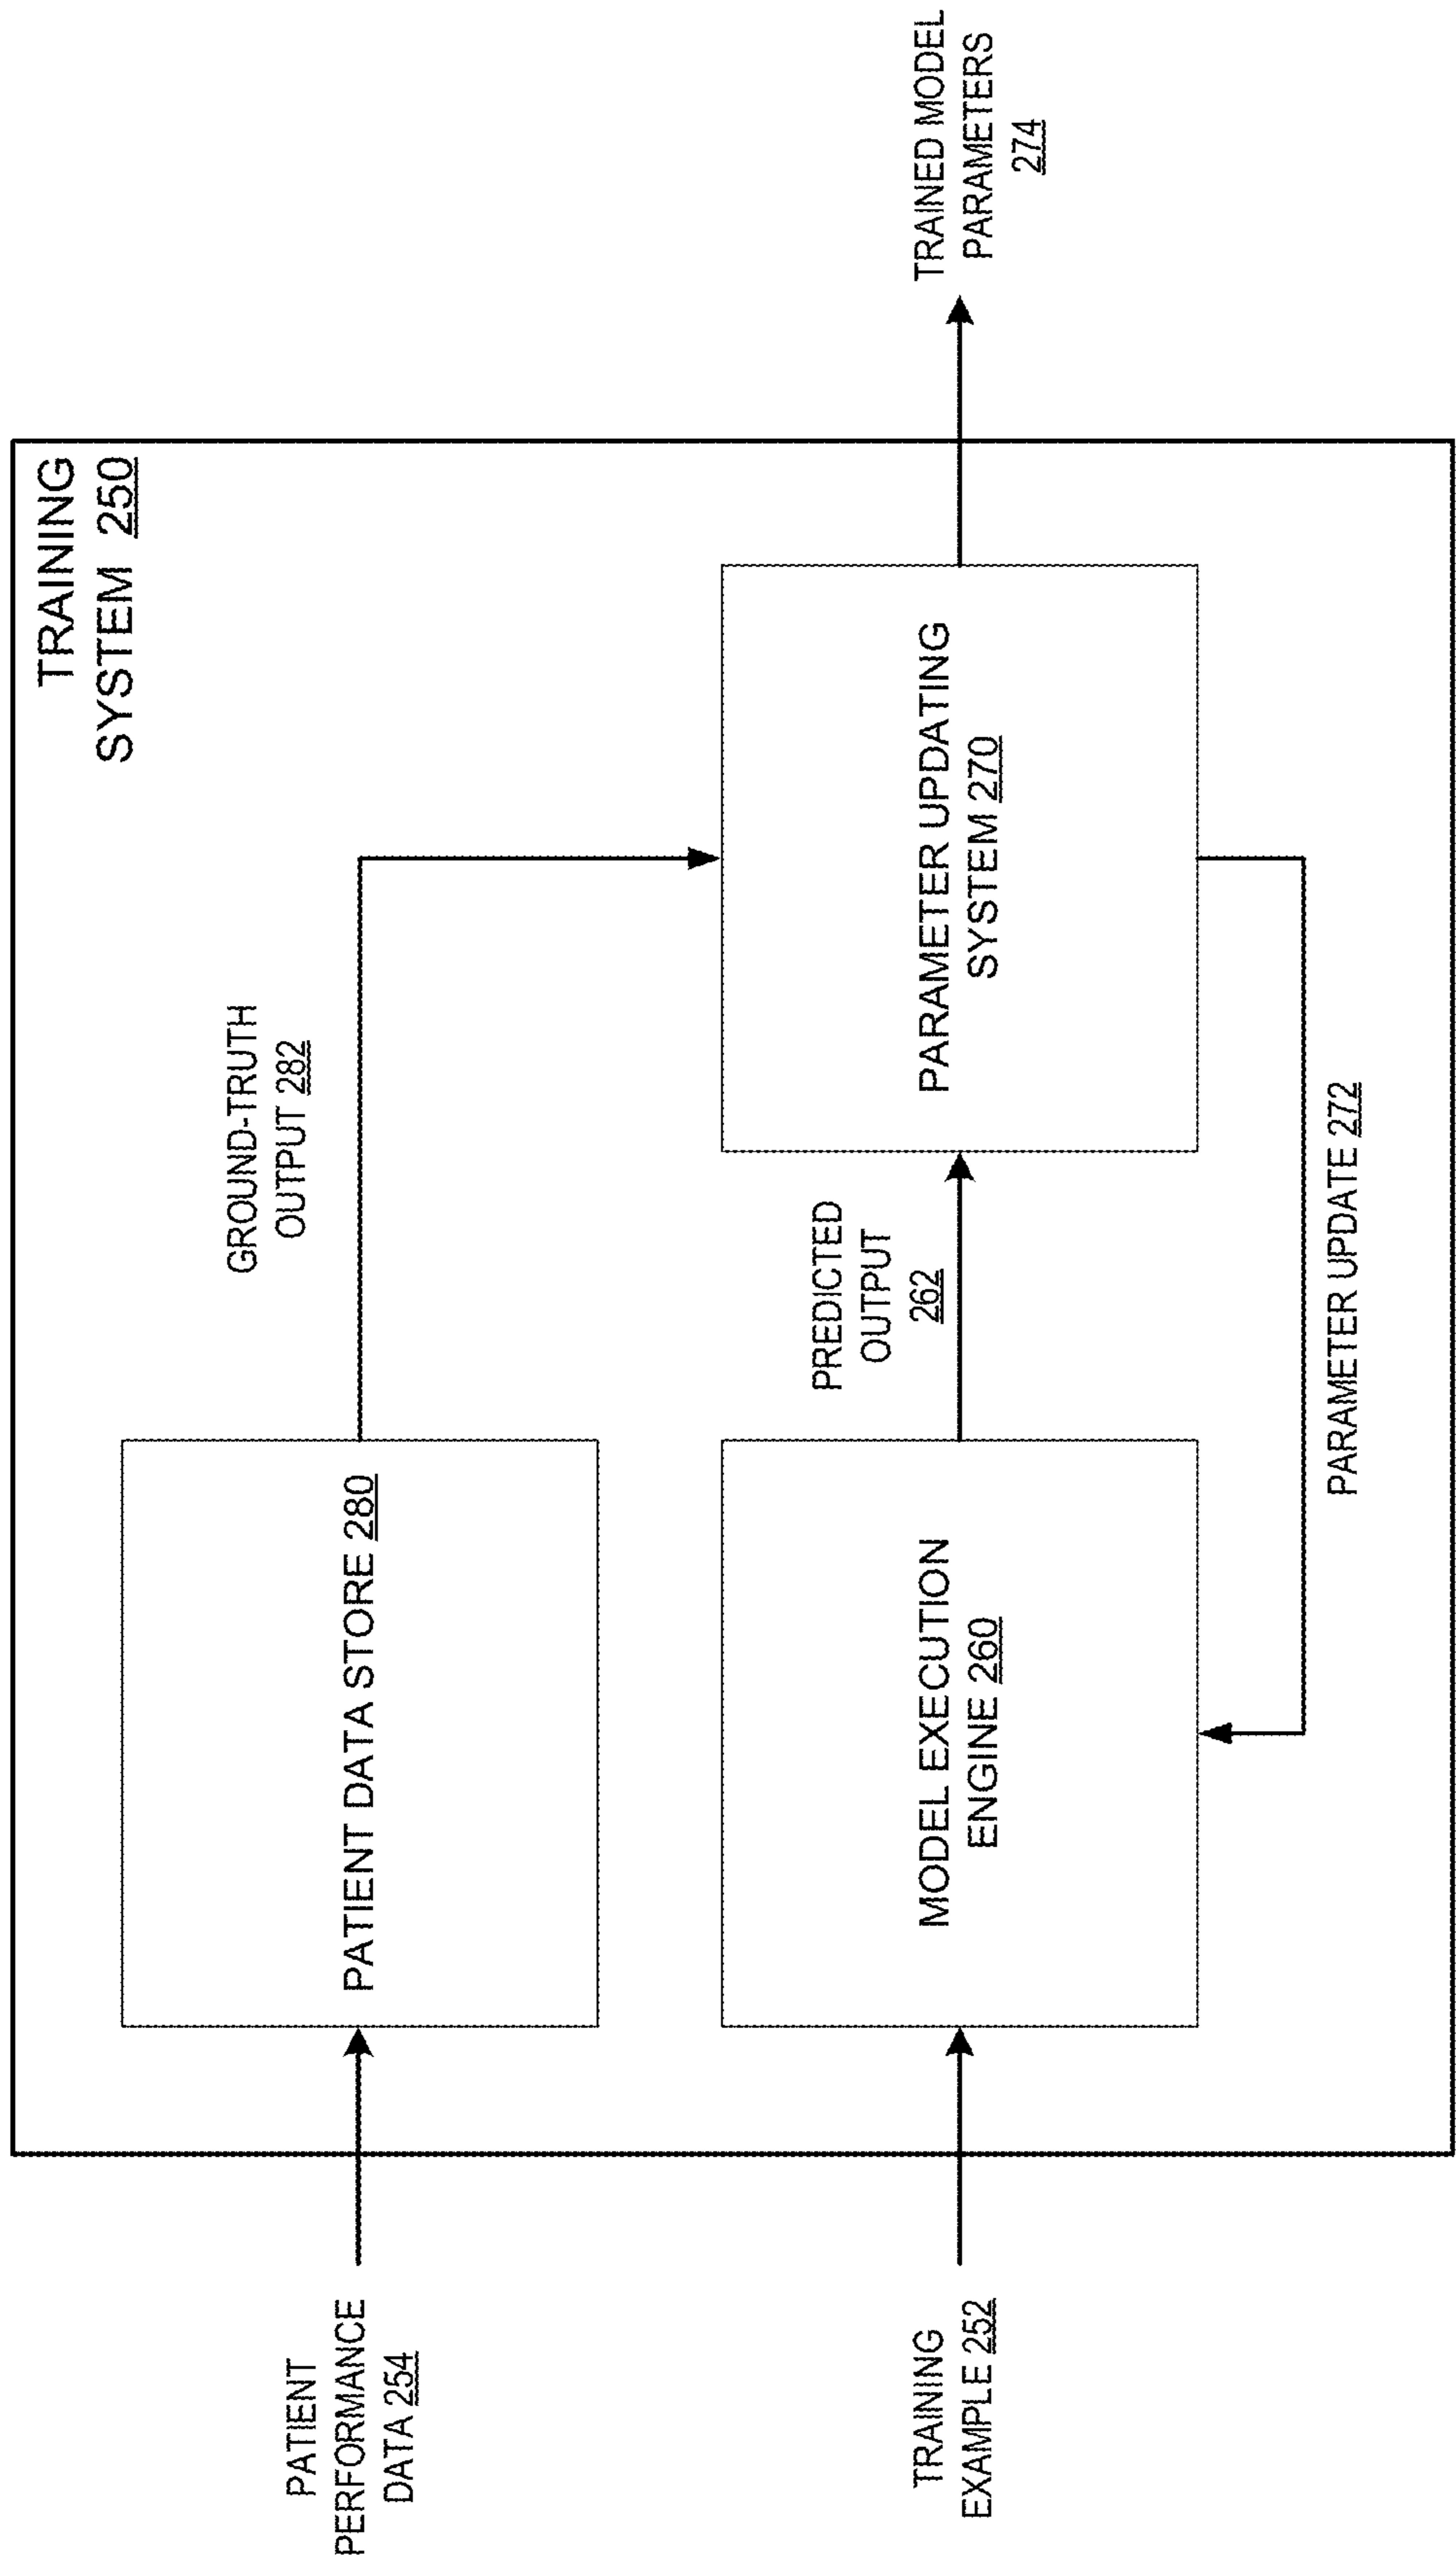 TRAINING
SYSTEM 250
PATIENT
PERFORMANCE
DATA 254
PATIENT DATA STORE 280
GROUND-TRUTH
OUTPUT 282
TRAINING
EXAMPLE 252
MODEL EXECUTION
ENGINE 260
PREDICTED
OUTPUT
262
PARAMETER UPDATING
SYSTEM 270
TRAINED MODEL
PARAMETERS
274
PARAMETER UPDATE 272